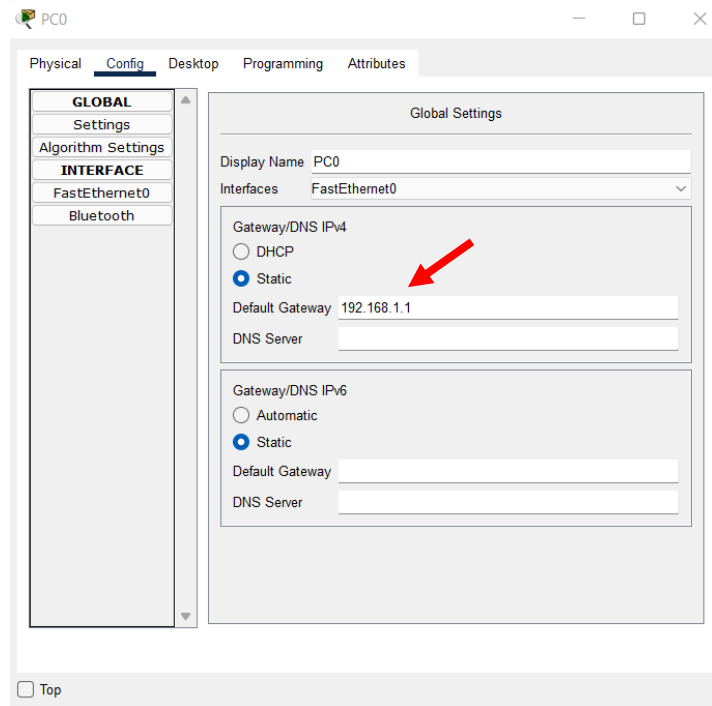 PC0
Physical Config Desktop Programming Attributes
GLOBAL
Settings
Algorithm Settings
INTERFACE
FastEthernet0
Bluetooth
Global Settings
Display Name PC0
Interfaces FastEthernet0
Gateway/DNS IPv4
DHCP
Static
Default Gateway 192.168.1.1
DNS Server
Gateway/DNS IPv6
Automatic
Static
Default Gateway
DNS Server
Top